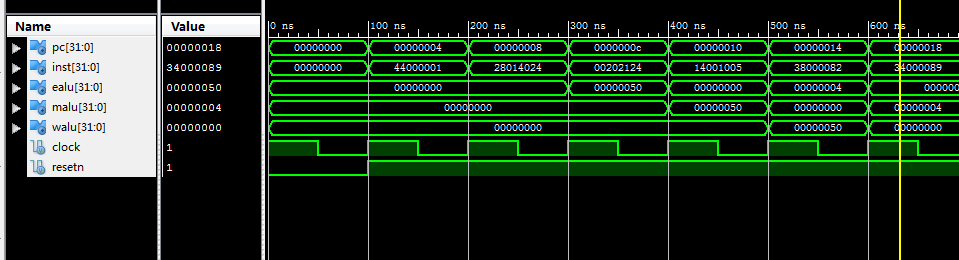 Name Value 0 ns 100 ns 200 ns 300 ns 400 ns 500 ns 600 ns
pc[31:0] 00000018 00000000 00000004 00000008 0000000c 00000010 00000014 00000018
inst[31:0] 34000089 00000000 44000001 28014024 00202124 14001005 38000082 34000089
ealu[31:0] 00000050 00000000 00000050 00000000 00000004 0000
malu[31:0] 00000004 00000000 00000050 00000000 00000004
walu[31:0] 00000000 00000000 00000050 00000000
clock 1
resetn 1